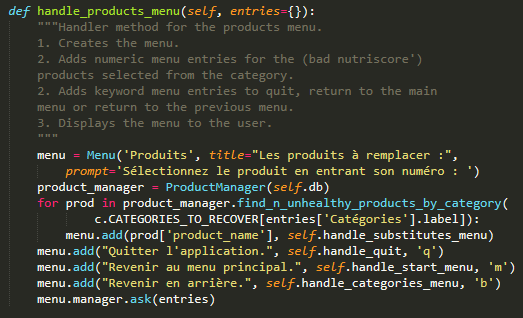 def handle_products_menu(self, entries={}):
    """Handler method for the products menu.
    1. Creates the menu.
    2. Adds numeric menu entries for the (bad nutriscore')
    products selected from the category.
    2. Adds keyword menu entries to quit, return to the main
    menu or return to the previous menu.
    3. Displays the menu to the user.
    """
    menu = Menu('Produits', title="Les produits à remplacer :",
        prompt='Sélectionnez le produit en entrant son numéro : ')
    product_manager = ProductManager(self.db)
    for prod in product_manager.find_n_unhealthy_products_by_category(
            c.CATEGORIES_TO_RECOVER[entries['Catégories'].label]):
        menu.add(prod['product_name'], self.handle_substitutes_menu)
    menu.add("Quitter l'application.", self.handle_quit, 'q')
    menu.add("Revenir au menu principal.", self.handle_start_menu, 'm')
    menu.add("Revenir en arrière.", self.handle_categories_menu, 'b')
    menu.manager.ask(entries)